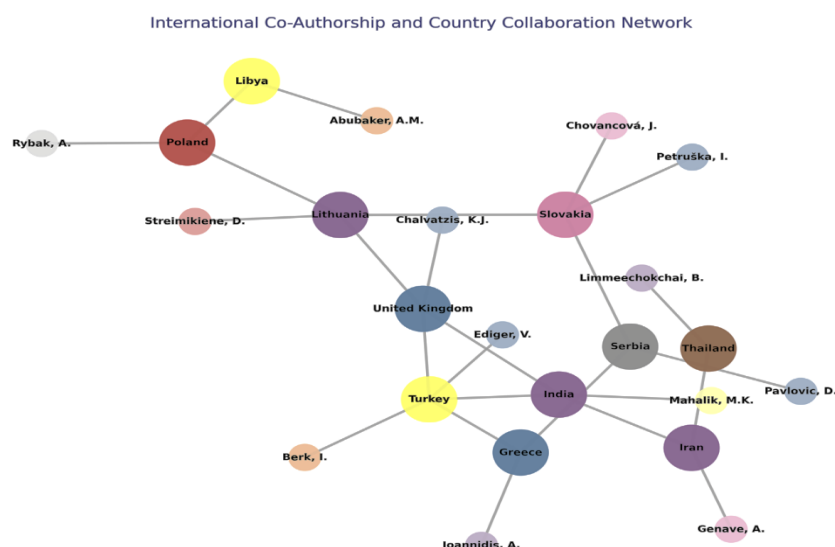 International Co-Authorship and Country Collaboration Network
Libya
Abubaker, A.M.
Chovancová, J.
Rybak, A.
Poland
Petruška, I.
Streimikiene, D.
Lithuania
Chalvatzis, K.J.
Slovakia
Limmeechokchai, B.
United Kingdom
Ediger, V.
Serbia
Thailand
Turkey
India
Mahalik, M.K.
Pavlovic, D.
Berk, I.
Greece
Iran
Genave, A.
Ioannidis, A.